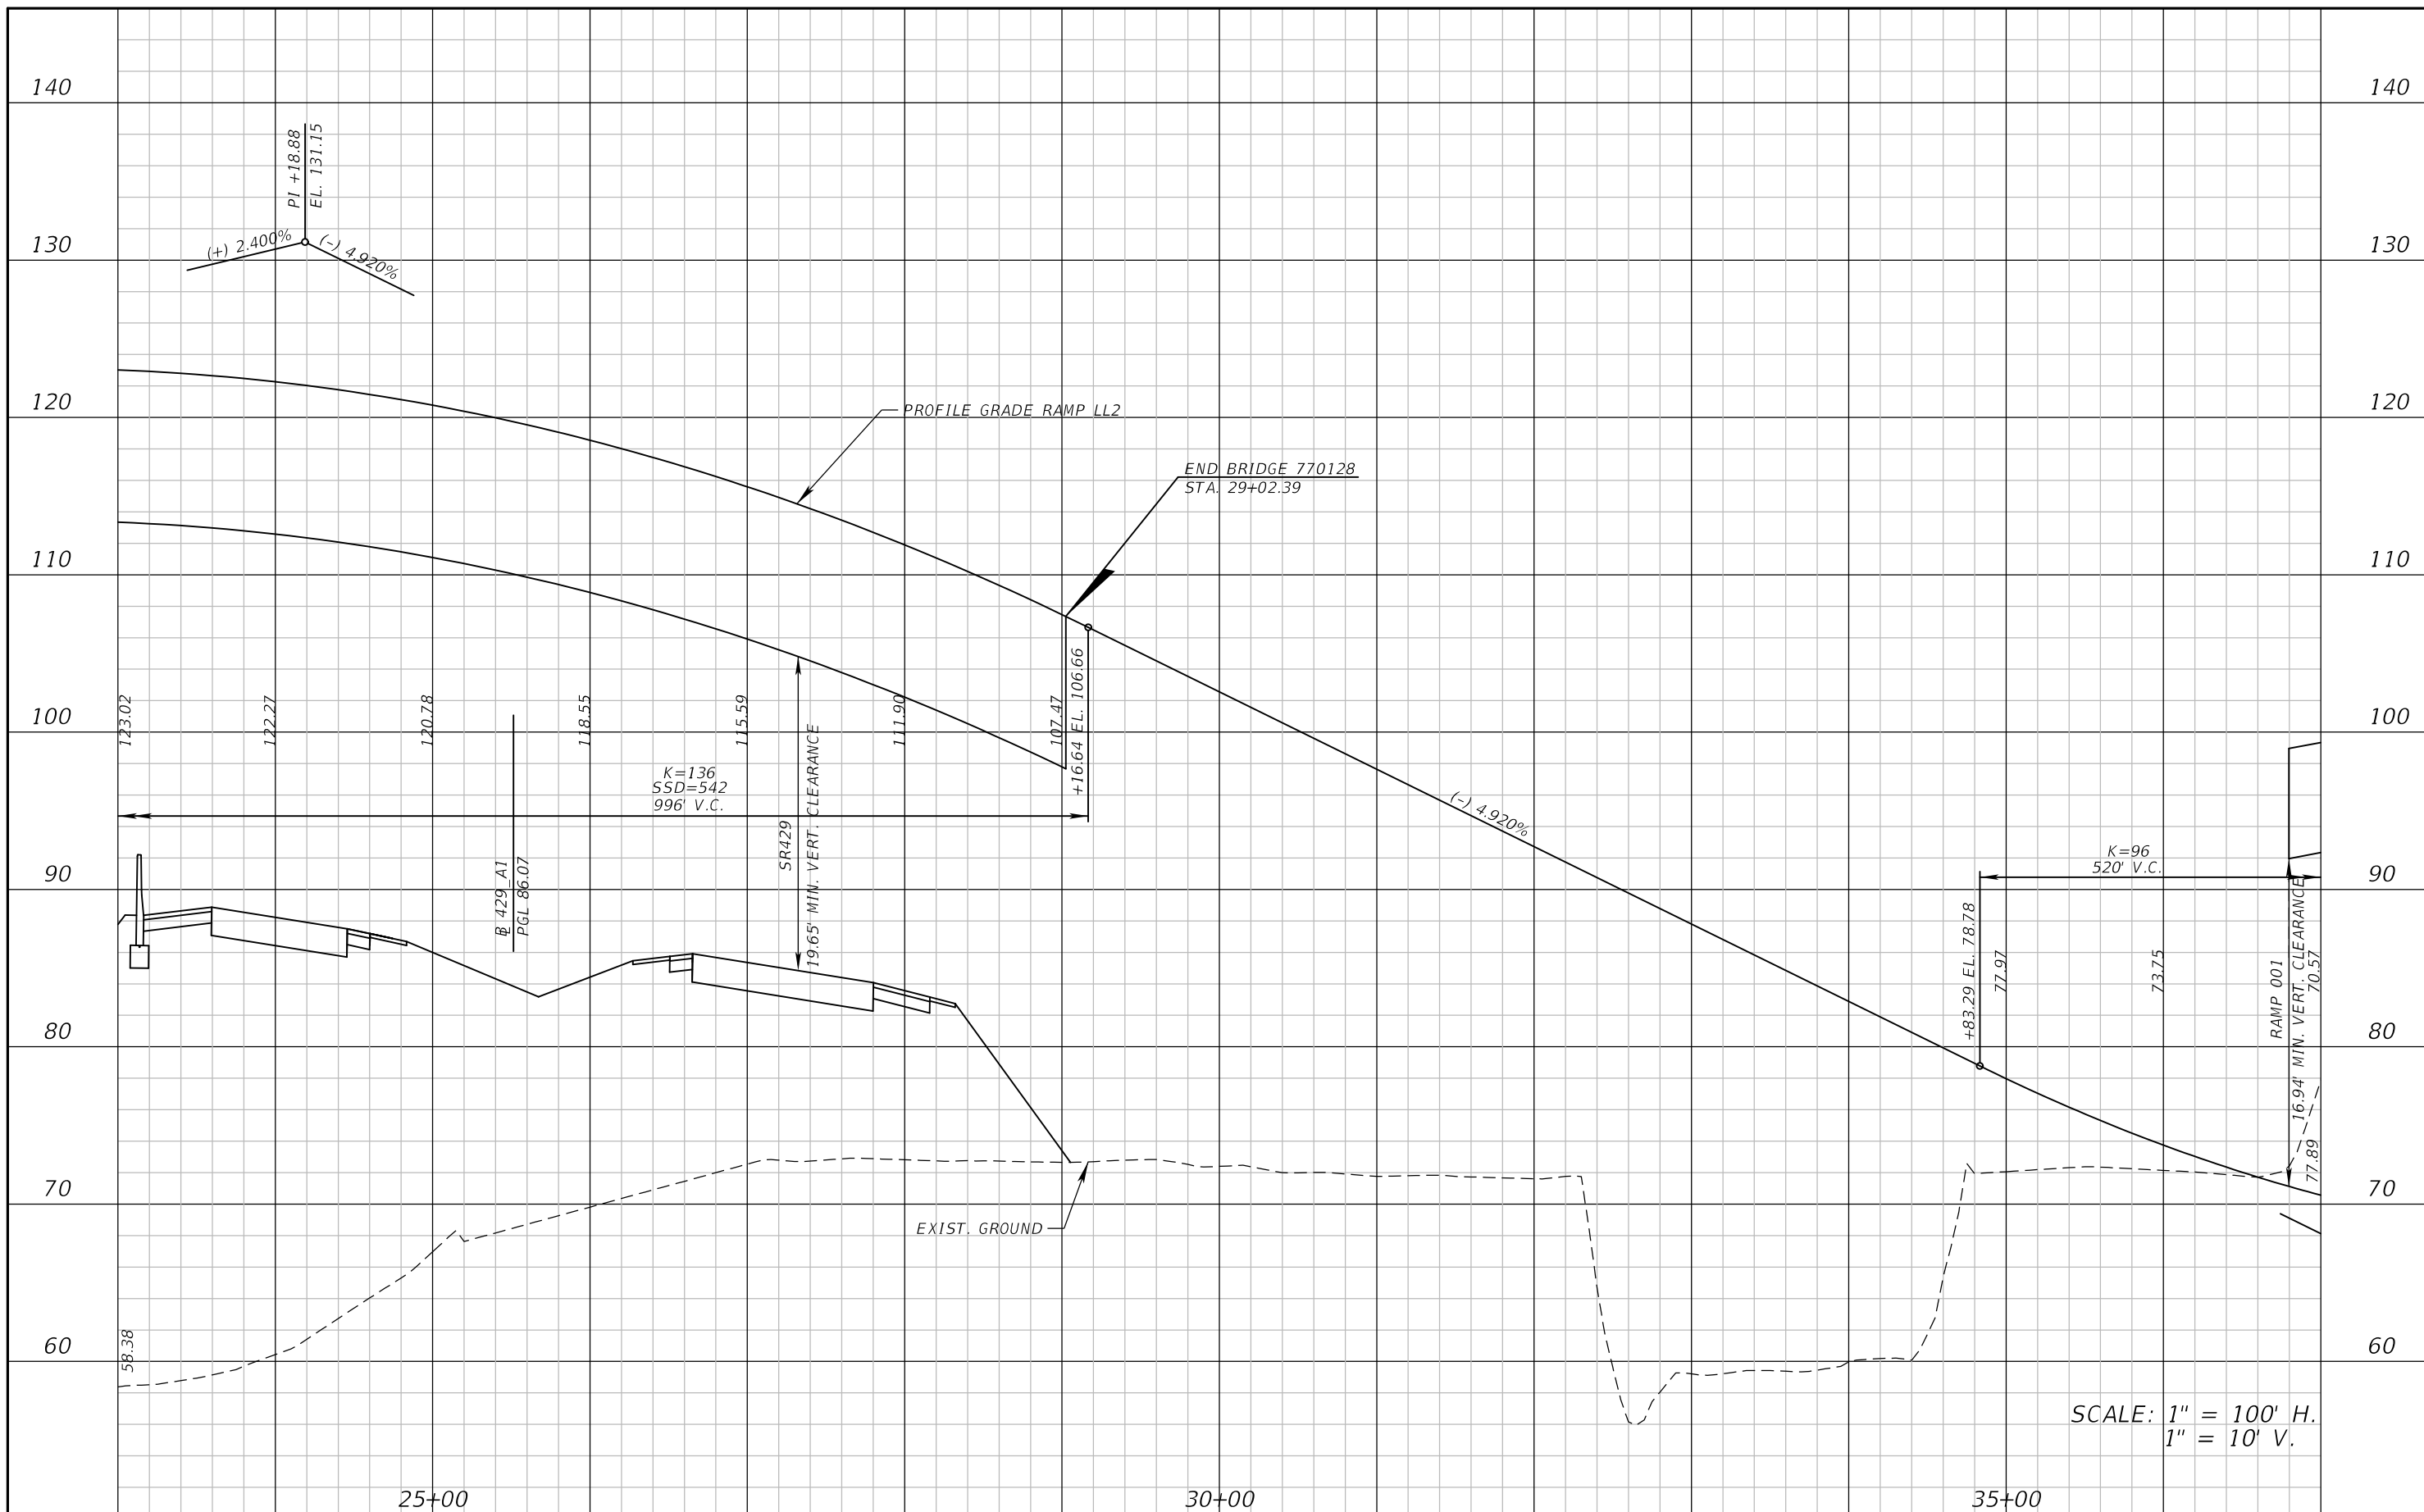 140
140
PI +18.88
EL. 131.15
(+) 2.400%
(-) 4.920%
130
130
120
120
PROFILE GRADE RAMP LL2
END BRIDGE 770128
STA. 29+02.39
110
110
100
100
123.02
122.27
120.78
118.55
115.59
111.90
107.47
+16.64 EL. 106.66
K=136
SSD=542
996' V.C.
SR429
19.65' MIN. VERT. CLEARANCE
(-) 4.920%
90
90
K=96
520' V.C.
B 429_A1
PGL 86.07
+83.29 EL. 78.78
77.97
73.75
RAMP 001
16.94' MIN. VERT. CLEARANCE
70.57
80
80
77.89
70
70
EXIST. GROUND
60
60
58.38
SCALE: 1" = 100' H.
1" = 10' V.
25+00
30+00
35+00